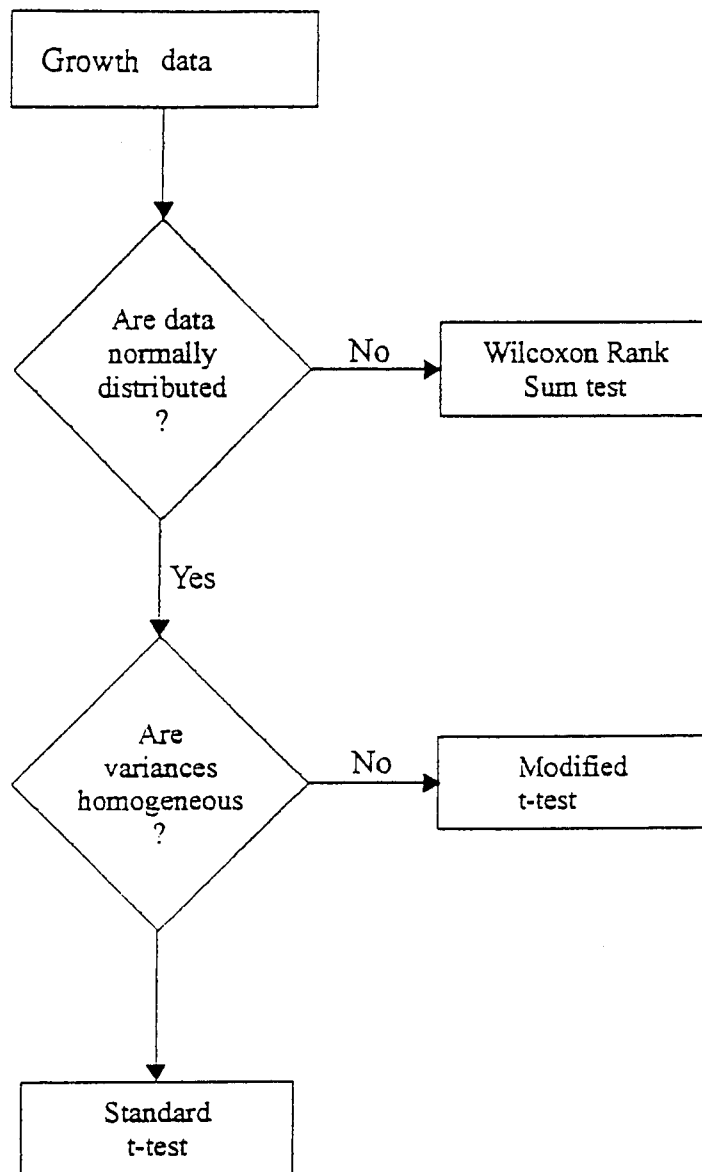 Growth data
Are data
normally
distributed
?
No
Wilcoxon Rank
Sum test
Yes
Are
variances
homogeneous
?
No
Modified
t-test
Standard
t-test